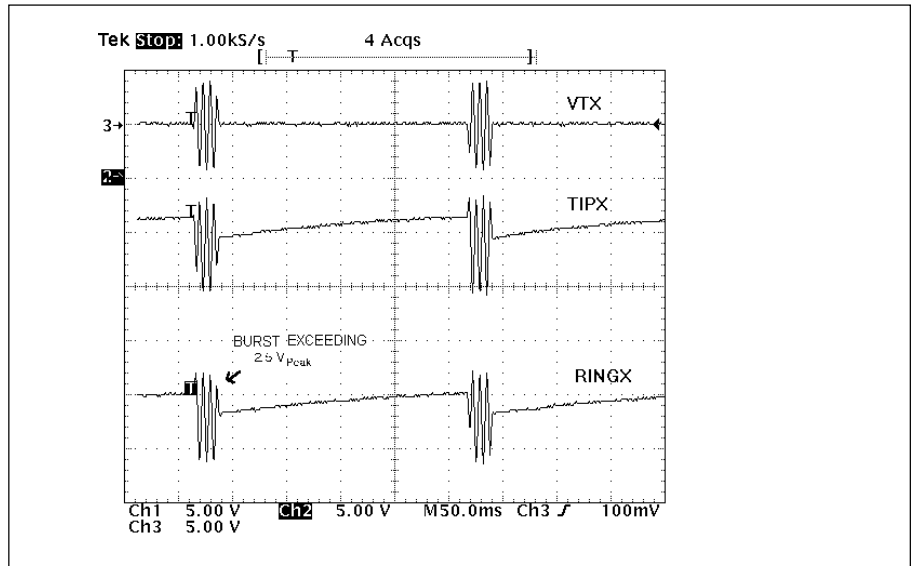 Tek Stop: 1.00kS/s 4 Acqs
[ T ]
T
3→
VTX
2→
T
TIPX
BURST EXCEEDING
2.5 VPeak
T
RINGX
Ch1 5.00 V Ch2 5.00 V M50.0ms Ch3 ∫ 100mV
Ch3 5.00 V